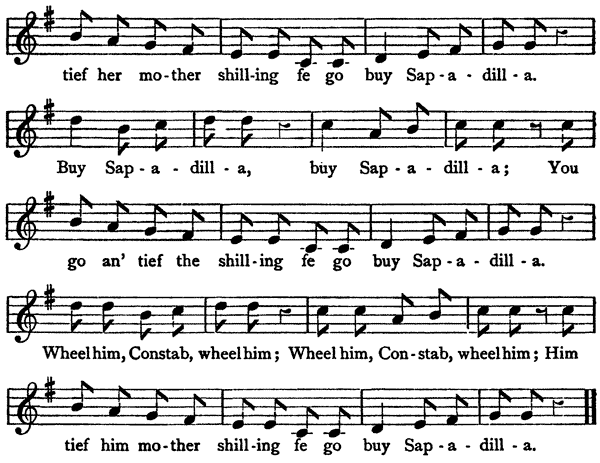 tief her mo-ther shill-ing fe go buy Sap-a-dill-a.
Buy Sap-a-dill-a, buy Sap-a-dill-a; You
go an' tief the shill-ing fe go buy Sap-a-dill-a.
Wheel him, Constab, wheel him; Wheel him, Con-stab, wheel him; Him
tief him mo-ther shill-ing fe go buy Sap-a-dill-a.